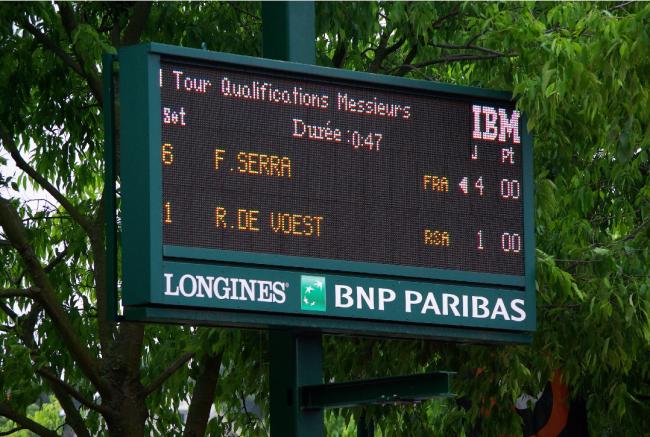 I Tour Qualifications Messieurs
Set Durée :0:47 IBM
J Pt
6 F.SERRA FRA 4 00
1 R.DE VOEST RSA 1 00
LONGINES® BNP PARIBAS